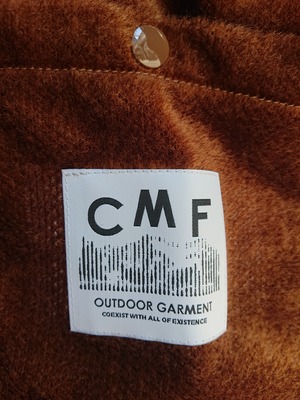 CMF
OUTDOOR GARMENT
COEXIST WITH ALL OF EXISTENCE